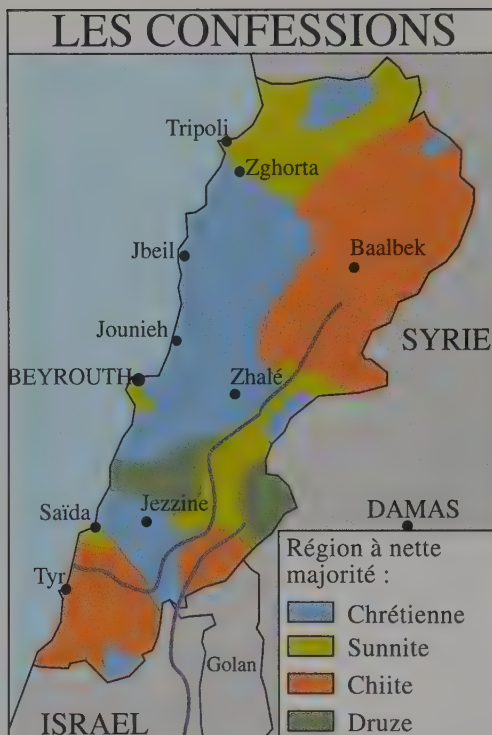 LES CONFESSIONS
Tripoli
Zghorta
Jbeil
Baalbek
Jounieh
SYRIE
BEYROUTH
Zhalé
Saïda
Jezzine
DAMAS
Tyr
Golan
ISRAEL
Région à nette
majorité :
Chrétienne
Sunnite
Chiite
Druze